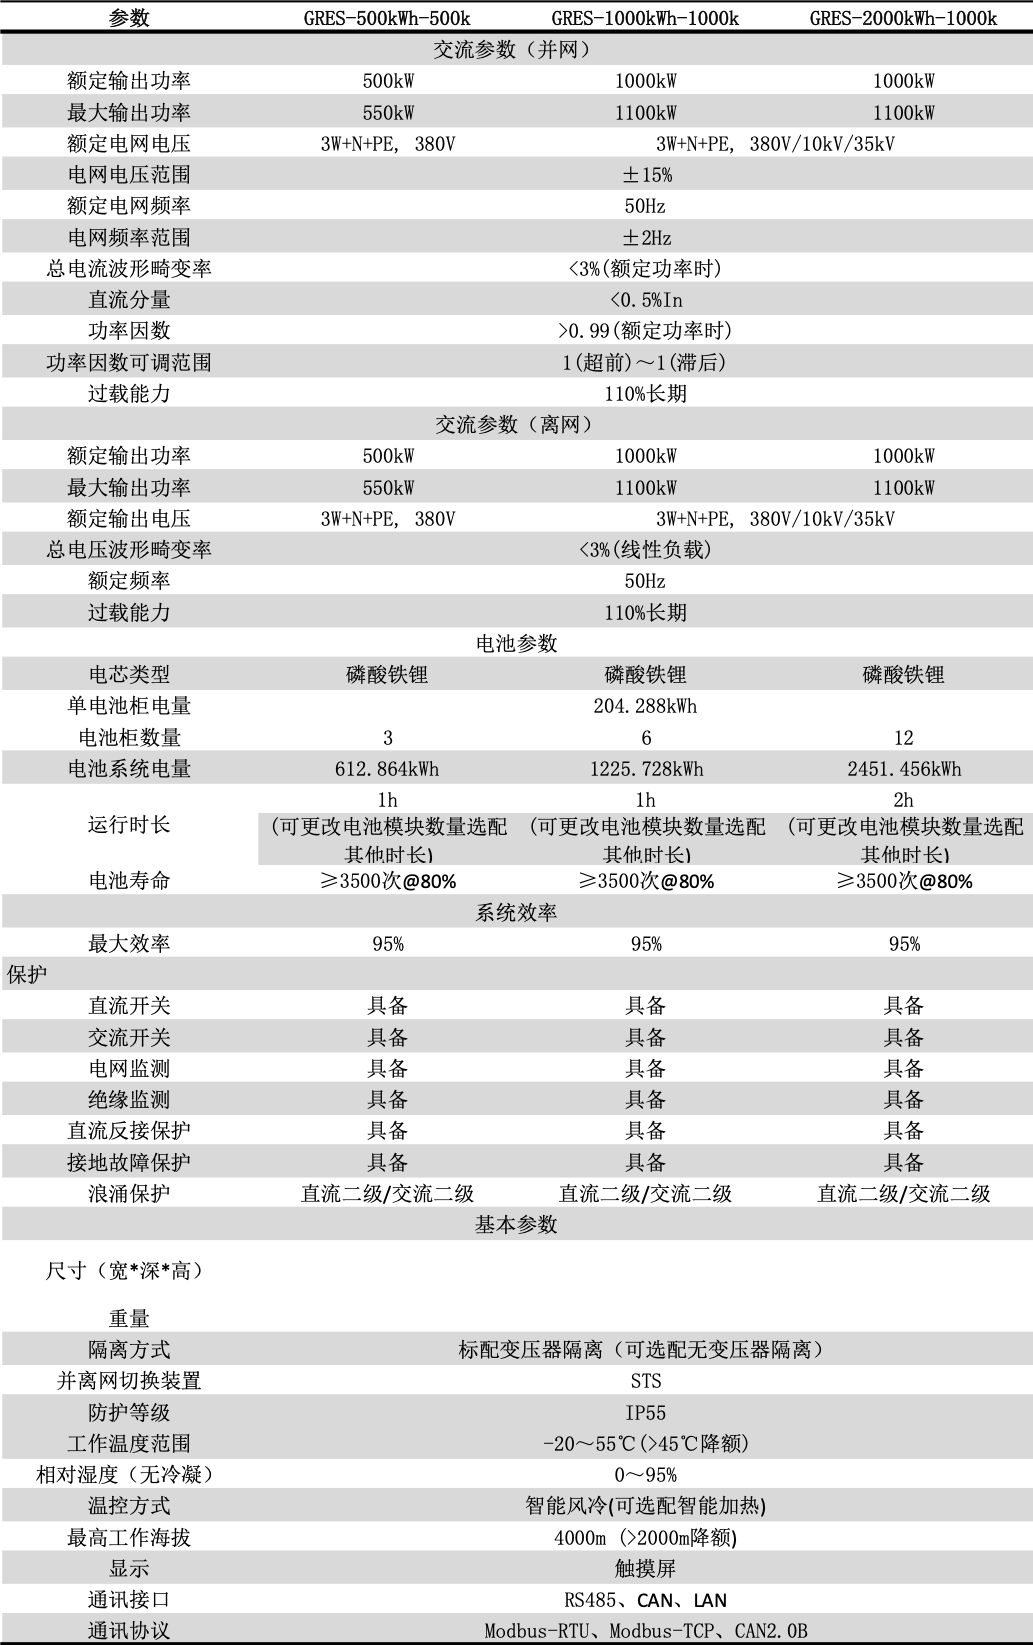 参数 GRES-500kWh-500k GRES-1000kWh-1000k GRES-2000kWh-1000k
交流参数（并网）
额定输出功率 500kW 1000kW 1000kW
最大输出功率 550kW 1100kW 1100kW
额定电网电压 3W+N+PE, 380V 3W+N+PE, 380V/10kV/35kV
电网电压范围 ±15%
额定电网频率 50Hz
电网频率范围 ±2Hz
总电流波形畸变率 <3%(额定功率时)
直流分量 <0.5%In
功率因数 >0.99(额定功率时)
功率因数可调范围 1(超前)～1(滞后)
过载能力 110%长期
交流参数（离网）
额定输出功率 500kW 1000kW 1000kW
最大输出功率 550kW 1100kW 1100kW
额定输出电压 3W+N+PE, 380V 3W+N+PE, 380V/10kV/35kV
总电压波形畸变率 <3%(线性负载)
额定频率 50Hz
过载能力 110%长期
电池参数
电芯类型 磷酸铁锂 磷酸铁锂 磷酸铁锂
单电池柜电量 204.288kWh
电池柜数量 3 6 12
电池系统电量 612.864kWh 1225.728kWh 2451.456kWh
1h 1h 2h
运行时长 (可更改电池模块数量选配 (可更改电池模块数量选配 (可更改电池模块数量选配
其他时长) 其他时长) 其他时长)
电池寿命 ≥3500次@80% ≥3500次@80% ≥3500次@80%
系统效率
最大效率 95% 95% 95%
保护
直流开关 具备 具备 具备
交流开关 具备 具备 具备
电网监测 具备 具备 具备
绝缘监测 具备 具备 具备
直流反接保护 具备 具备 具备
接地故障保护 具备 具备 具备
浪涌保护 直流二级/交流二级 直流二级/交流二级 直流二级/交流二级
基本参数
尺寸（宽*深*高）
重量
隔离方式 标配变压器隔离（可选配无变压器隔离）
并离网切换装置 STS
防护等级 IP55
工作温度范围 -20～55℃(>45℃降额)
相对湿度（无冷凝） 0～95%
温控方式 智能风冷(可选配智能加热)
最高工作海拔 4000m (>2000m降额)
显示 触摸屏
通讯接口 RS485、CAN、LAN
通讯协议 Modbus-RTU、Modbus-TCP、CAN2.0B